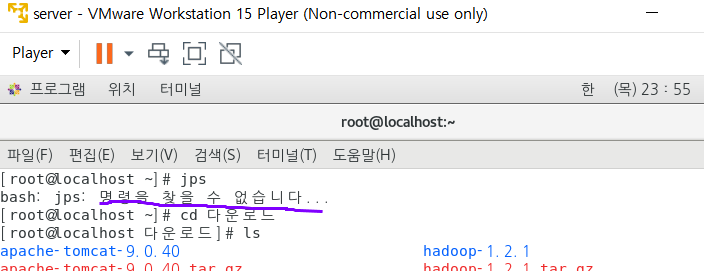 server - VMware Workstation 15 Player (Non-commercial use only)
Player
프로그램 위치 터미널 한 (목) 23 : 55
root@localhost:~
파일(F) 편집(E) 보기(V) 검색(S) 터미널(T) 도움말(H)
[root@localhost ~]# jps
bash: jps: 명령을 찾을 수 없습니다...
[root@localhost ~]# cd 다운로드
[root@localhost 다운로드]# ls
apache-tomcat-9.0.40 hadoop-1.2.1
apache-tomcat-9.0.40.tar.gz hadoop-1.2.1.tar.gz